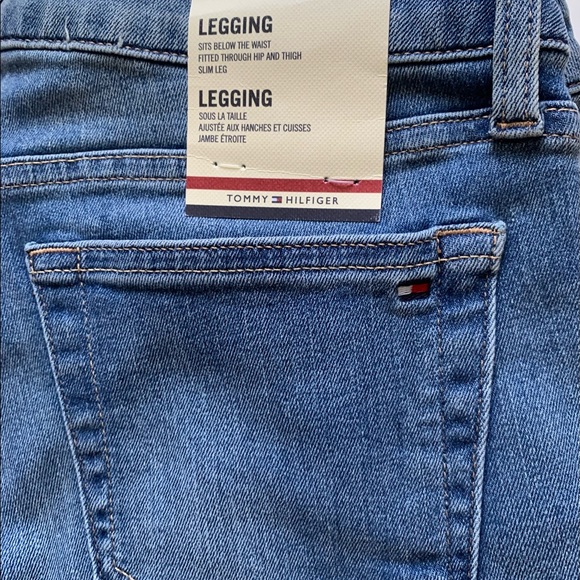 LEGGING
SITS BELOW THE WAIST
FITTED THROUGH HIP AND THIGH
SLIM LEG
LEGGING
SOUS LA TAILLE
AJUSTÉE AUX HANCHES ET CUISSES
JAMBE ÉTROITE
TOMMY HILFIGER